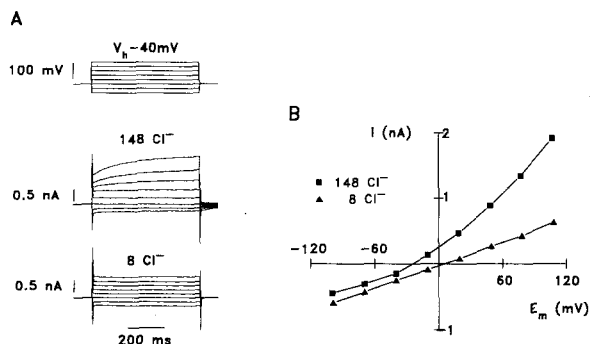 A
V_h-40mV
100 mV
148 Cl⁻
0.5 nA
8 Cl⁻
0.5 nA
200 ms
B
I (nA)
2
148 Cl⁻
8 Cl⁻
1
-120
-60
60
120
E_m (mV)
-1